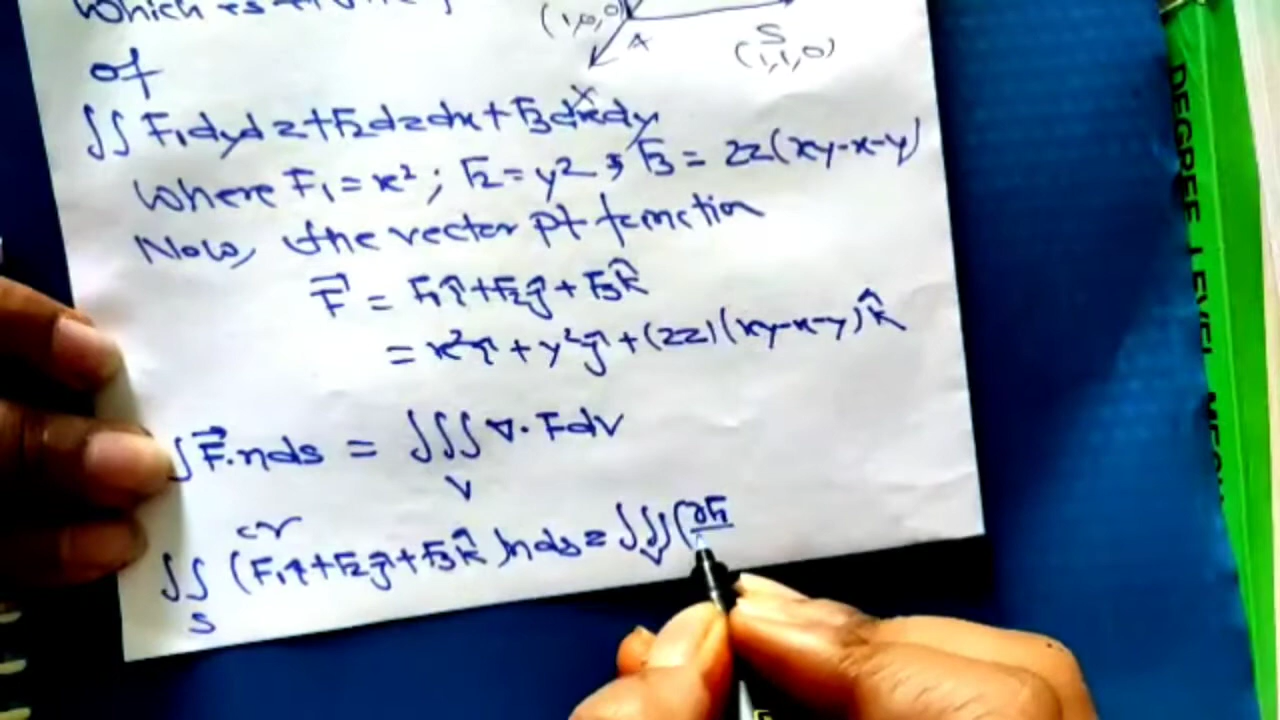 which is
(1,0,0)
A
S
(1,1,0)
of
∬ F₁dydz+F₂dzdx+F₃dxdy
Where F₁ = x² ; F₂ = y² ; F₃ = 2z(xy-x-y)
Now, the vector pt function
F⃗ = F₁î+F₂ĵ+F₃k̂
= x²î + y²ĵ + (2z)(xy-x-y)k̂
∫F⃗.nds = ∭ ∇. Fdv
V
or
∬ (F₁î+F₂ĵ+F₃k̂)nds = ∭ (∂F₁
S V
DEGREE LEVEL